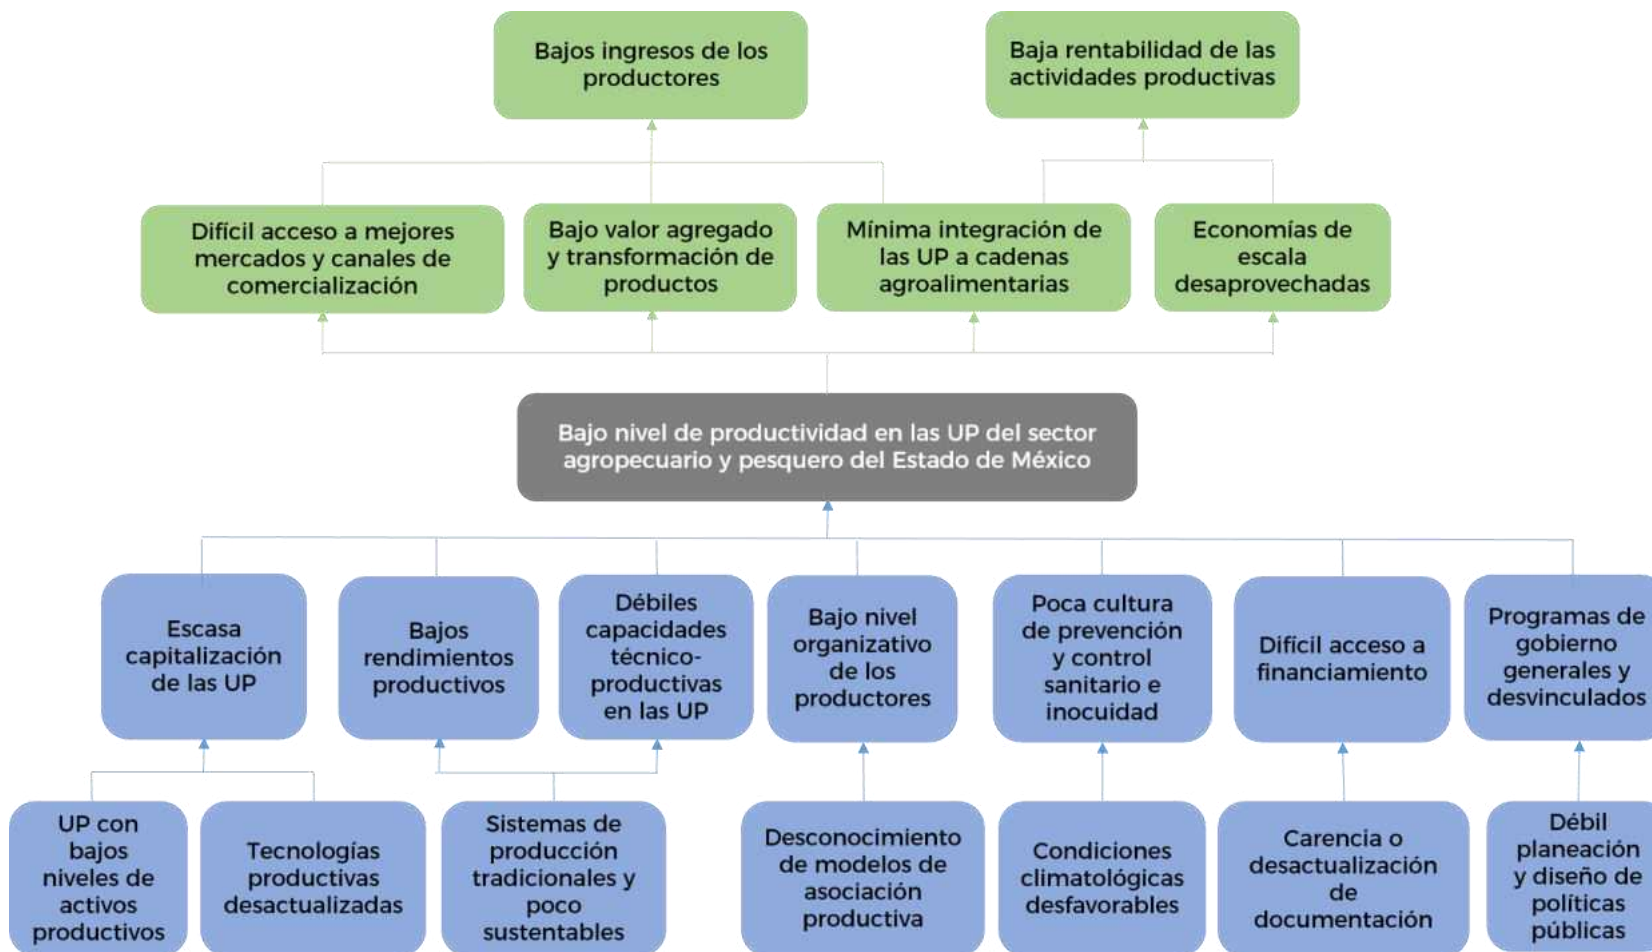 Bajos ingresos de los
productores
Baja rentabilidad de las
actividades productivas
Difícil acceso a mejores
mercados y canales de
comercialización
Bajo valor agregado
y transformación de
productos
Mínima integración de
las UP a cadenas
agroalimentarias
Economías de
escala
desaprovechadas
Bajo nivel de productividad en las UP del sector
agropecuario y pesquero del Estado de México
Escasa
capitalización
de las UP
Bajos
rendimientos
productivos
Débiles
capacidades
técnico-
productivas
en las UP
Bajo nivel
organizativo
de los
productores
Poca cultura
de prevención
y control
sanitario e
inocuidad
Difícil acceso a
financiamiento
Programas de
gobierno
generales y
desvinculados
UP con
bajos
niveles de
activos
productivos
Tecnologías
productivas
desactualizadas
Sistemas de
producción
tradicionales y
poco
sustentables
Desconocimiento
de modelos de
asociación
productiva
Condiciones
climatológicas
desfavorables
Carencia o
desactualización
de
documentación
Débil
planeación
y diseño de
políticas
públicas